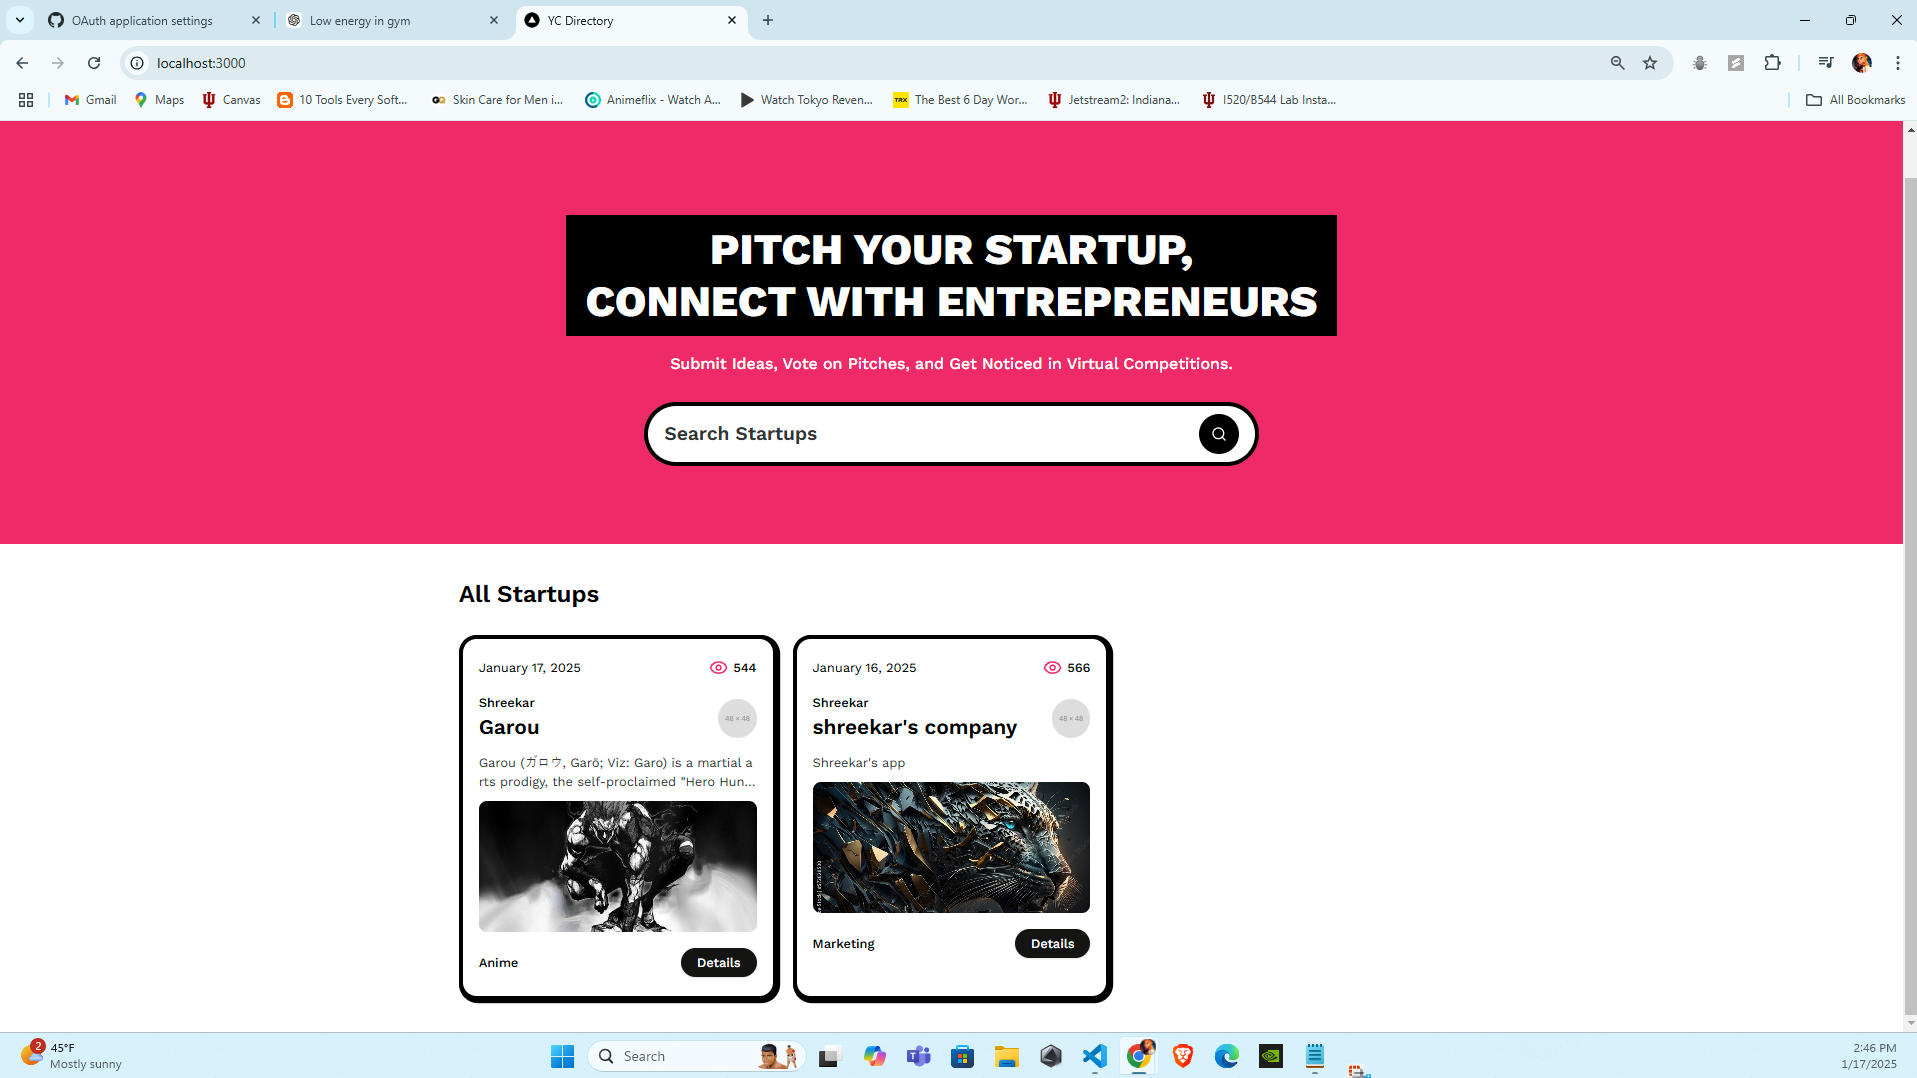 OAuth application settings
Low energy in gym
YC Directory
localhost:3000
Gmail
Maps
Canvas
10 Tools Every Soft...
Skin Care for Men i...
Animeflix - Watch A...
Watch Tokyo Reven...
TRX
The Best 6 Day Wor...
Jetstream2: Indiana...
I520/B544 Lab Insta...
All Bookmarks
PITCH YOUR STARTUP,
CONNECT WITH ENTREPRENEURS
Submit Ideas, Vote on Pitches, and Get Noticed in Virtual Competitions.
Search Startups
All Startups
January 17, 2025
544
Shreekar
Garou
48 × 48
Garou (ガロウ, Garō; Viz: Garo) is a martial a
rts prodigy, the self-proclaimed "Hero Hun...
Anime
Details
January 16, 2025
566
Shreekar
shreekar's company
48 × 48
Shreekar's app
Marketing
Details
2
45°F
Mostly sunny
Search
2:46 PM
1/17/2025